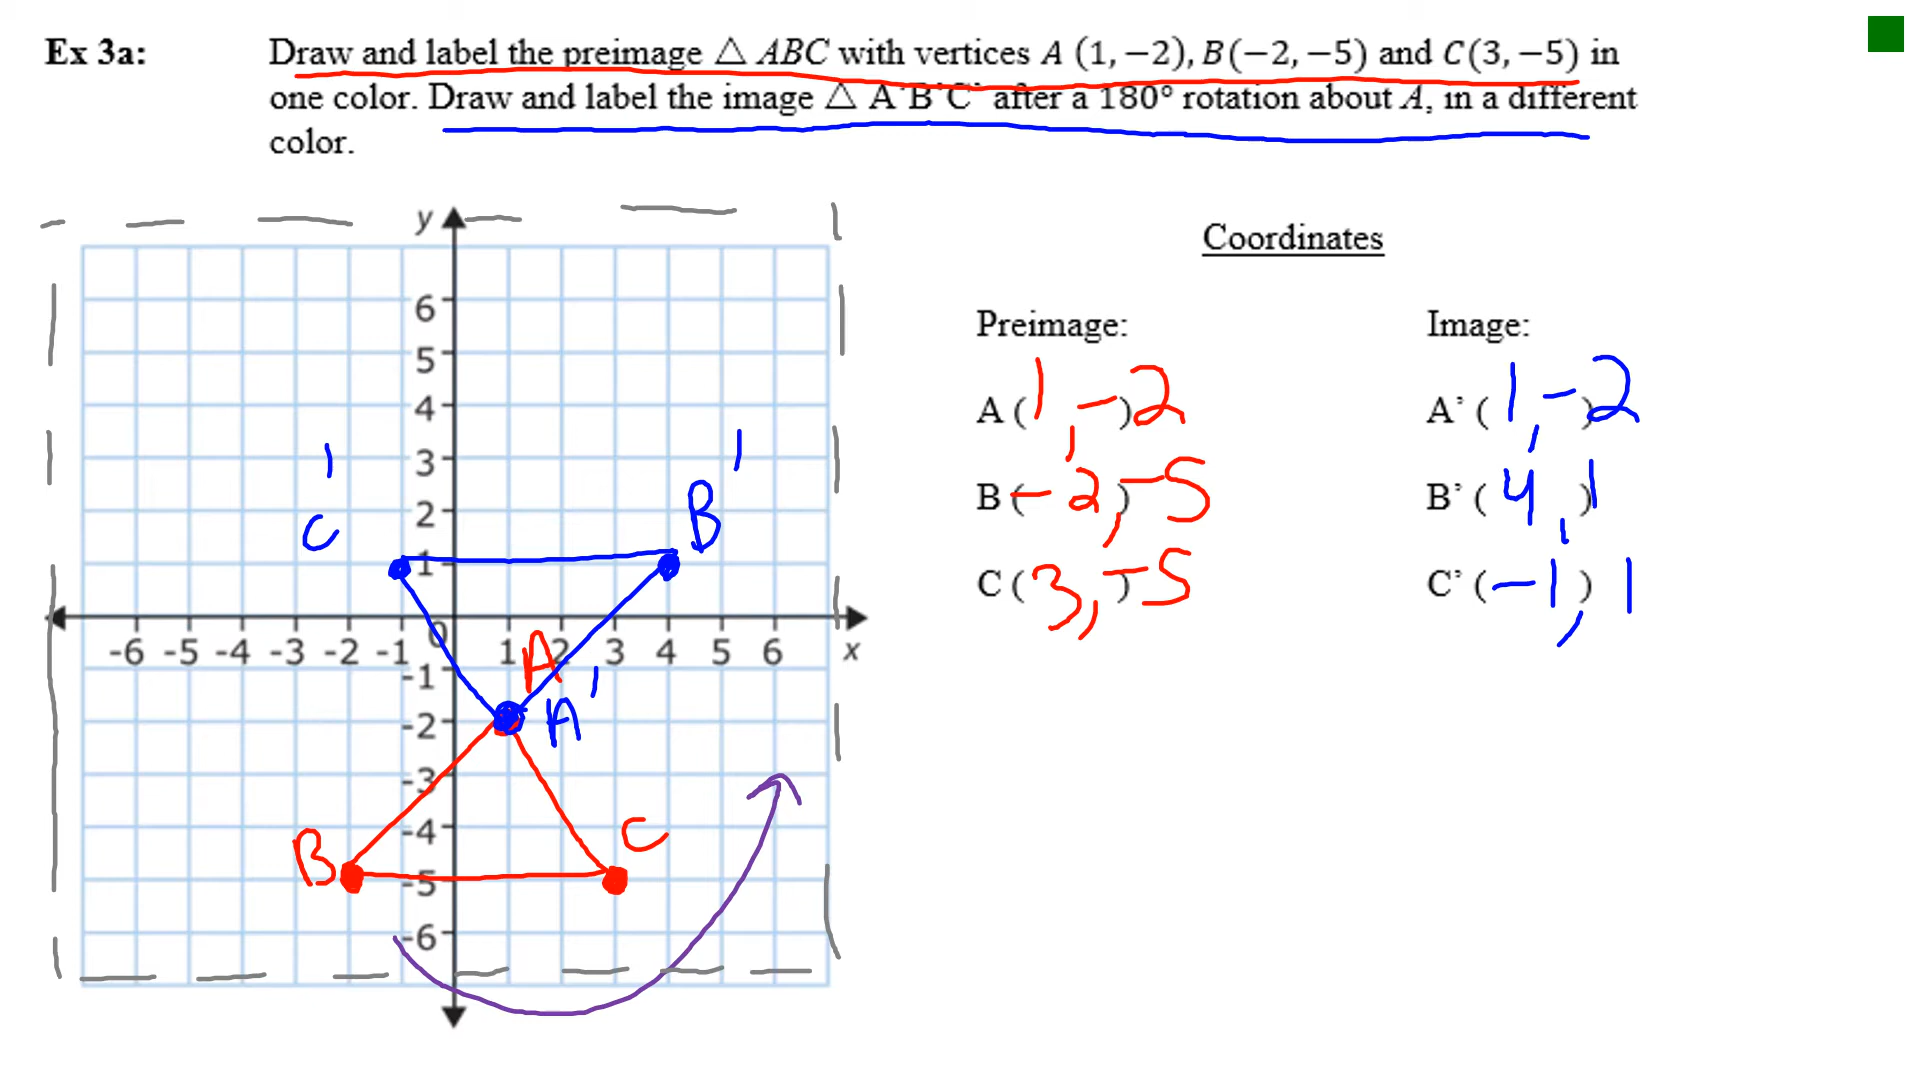 Ex 3a: Draw and label the preimage △ ABC with vertices A (1, −2), B(−2, −5) and C(3, −5) in
one color. Draw and label the image △ A'B'C' after a 180° rotation about A, in a different
color.
y
Coordinates
6
Preimage: Image:
5
A (1, -)2 A' (1, -)2
4
3
B (-2,) -5 B' (4, )1
2
C' B'
1
C (3, -)5 C' (-1, ) 1
0
-6 -5 -4 -3 -2 -1 1 2 3 4 5 6 x
A
-1
A'
-2
-3
-4
B C
-5
-6